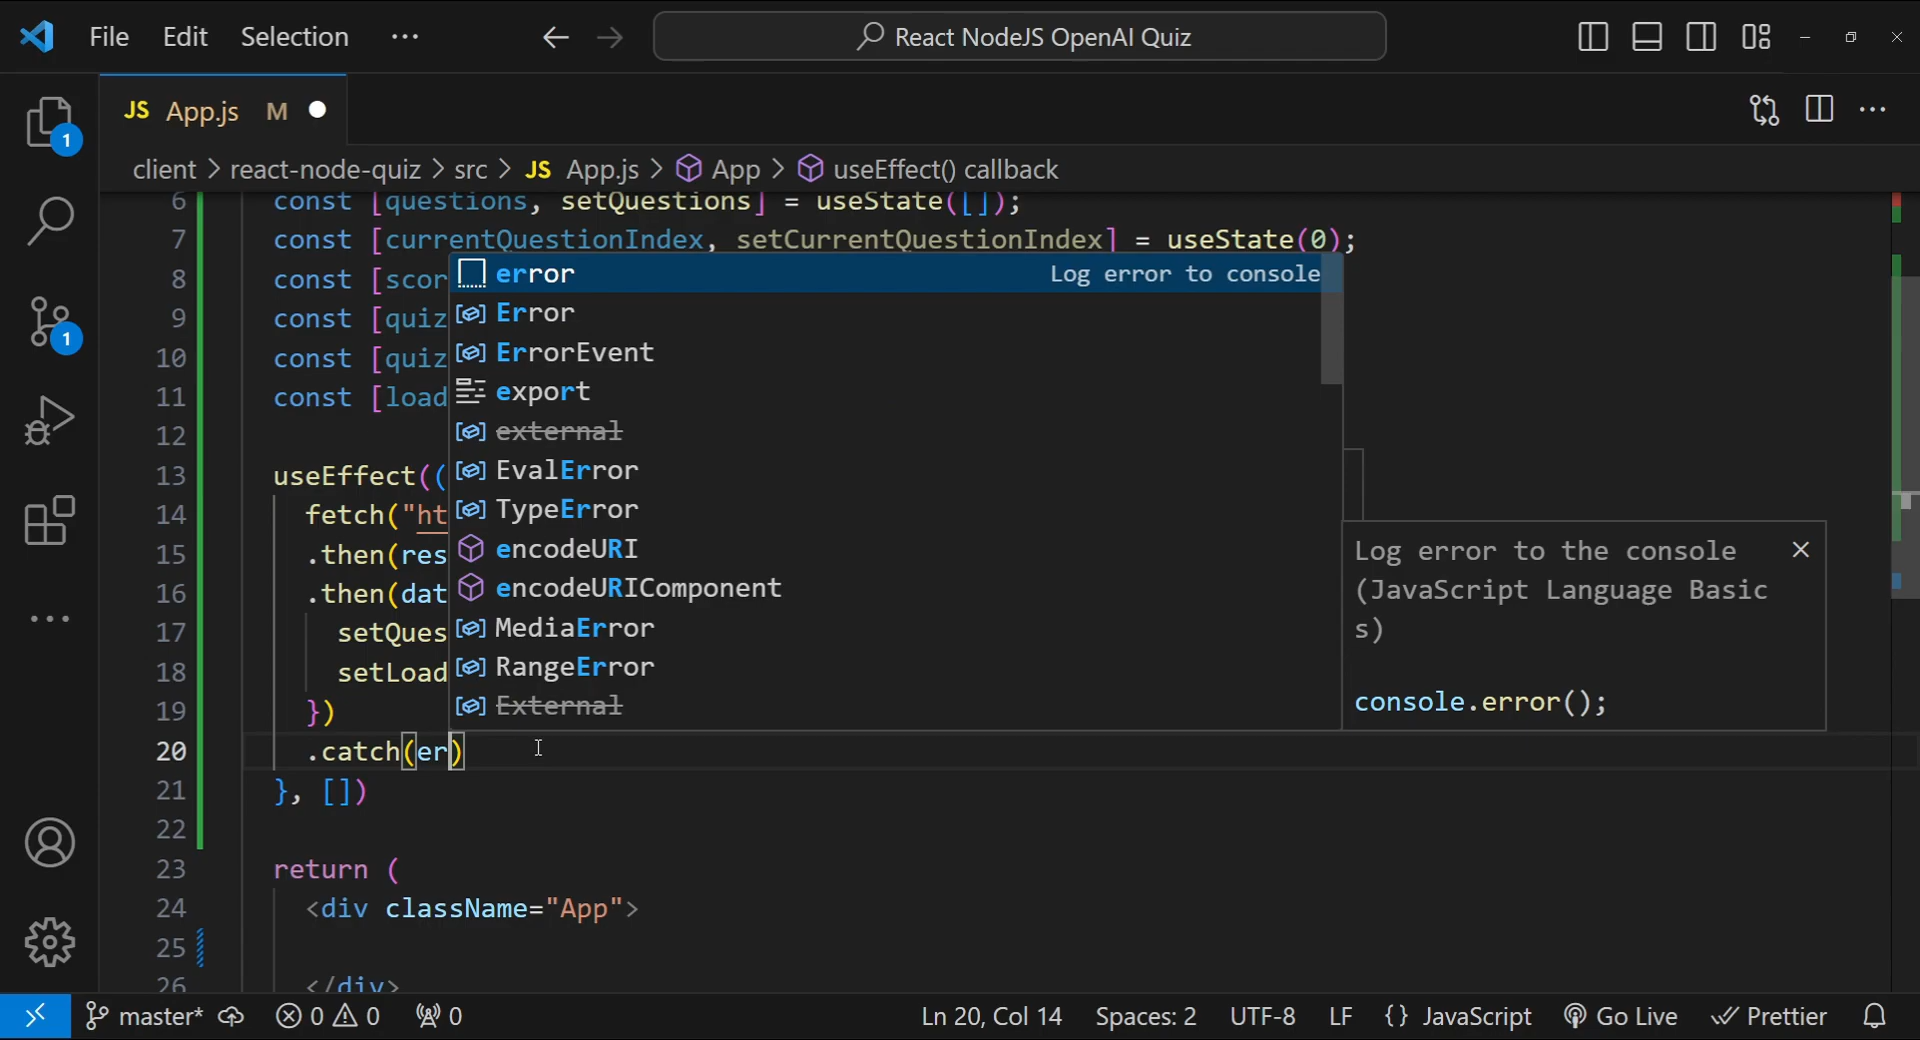 File Edit Selection ··· React NodeJS OpenAI Quiz
JS App.js M
client > react-node-quiz > src > JS App.js > App > useEffect() callback
1
1
6 const [questions, setQuestions] = useState([]);
7 const [currentQuestionIndex, setCurrentQuestionIndex] = useState(0);
8 const [scor
9 const [quiz
10 const [quiz
11 const [load
12
13 useEffect((
14 fetch("ht
15 .then(res
16 .then(dat
17 setQues
18 setLoad
19 })
20 .catch(er)
21 }, [])
22
23 return (
24 <div className="App">
25
26 </div>
error Log error to console
Error
ErrorEvent
export
external
EvalError
TypeError
encodeURI
encodeURIComponent
MediaError
RangeError
External
Log error to the console
(JavaScript Language Basic
s)
console.error();
master* 0 0 0 Ln 20, Col 14 Spaces: 2 UTF-8 LF {} JavaScript Go Live Prettier